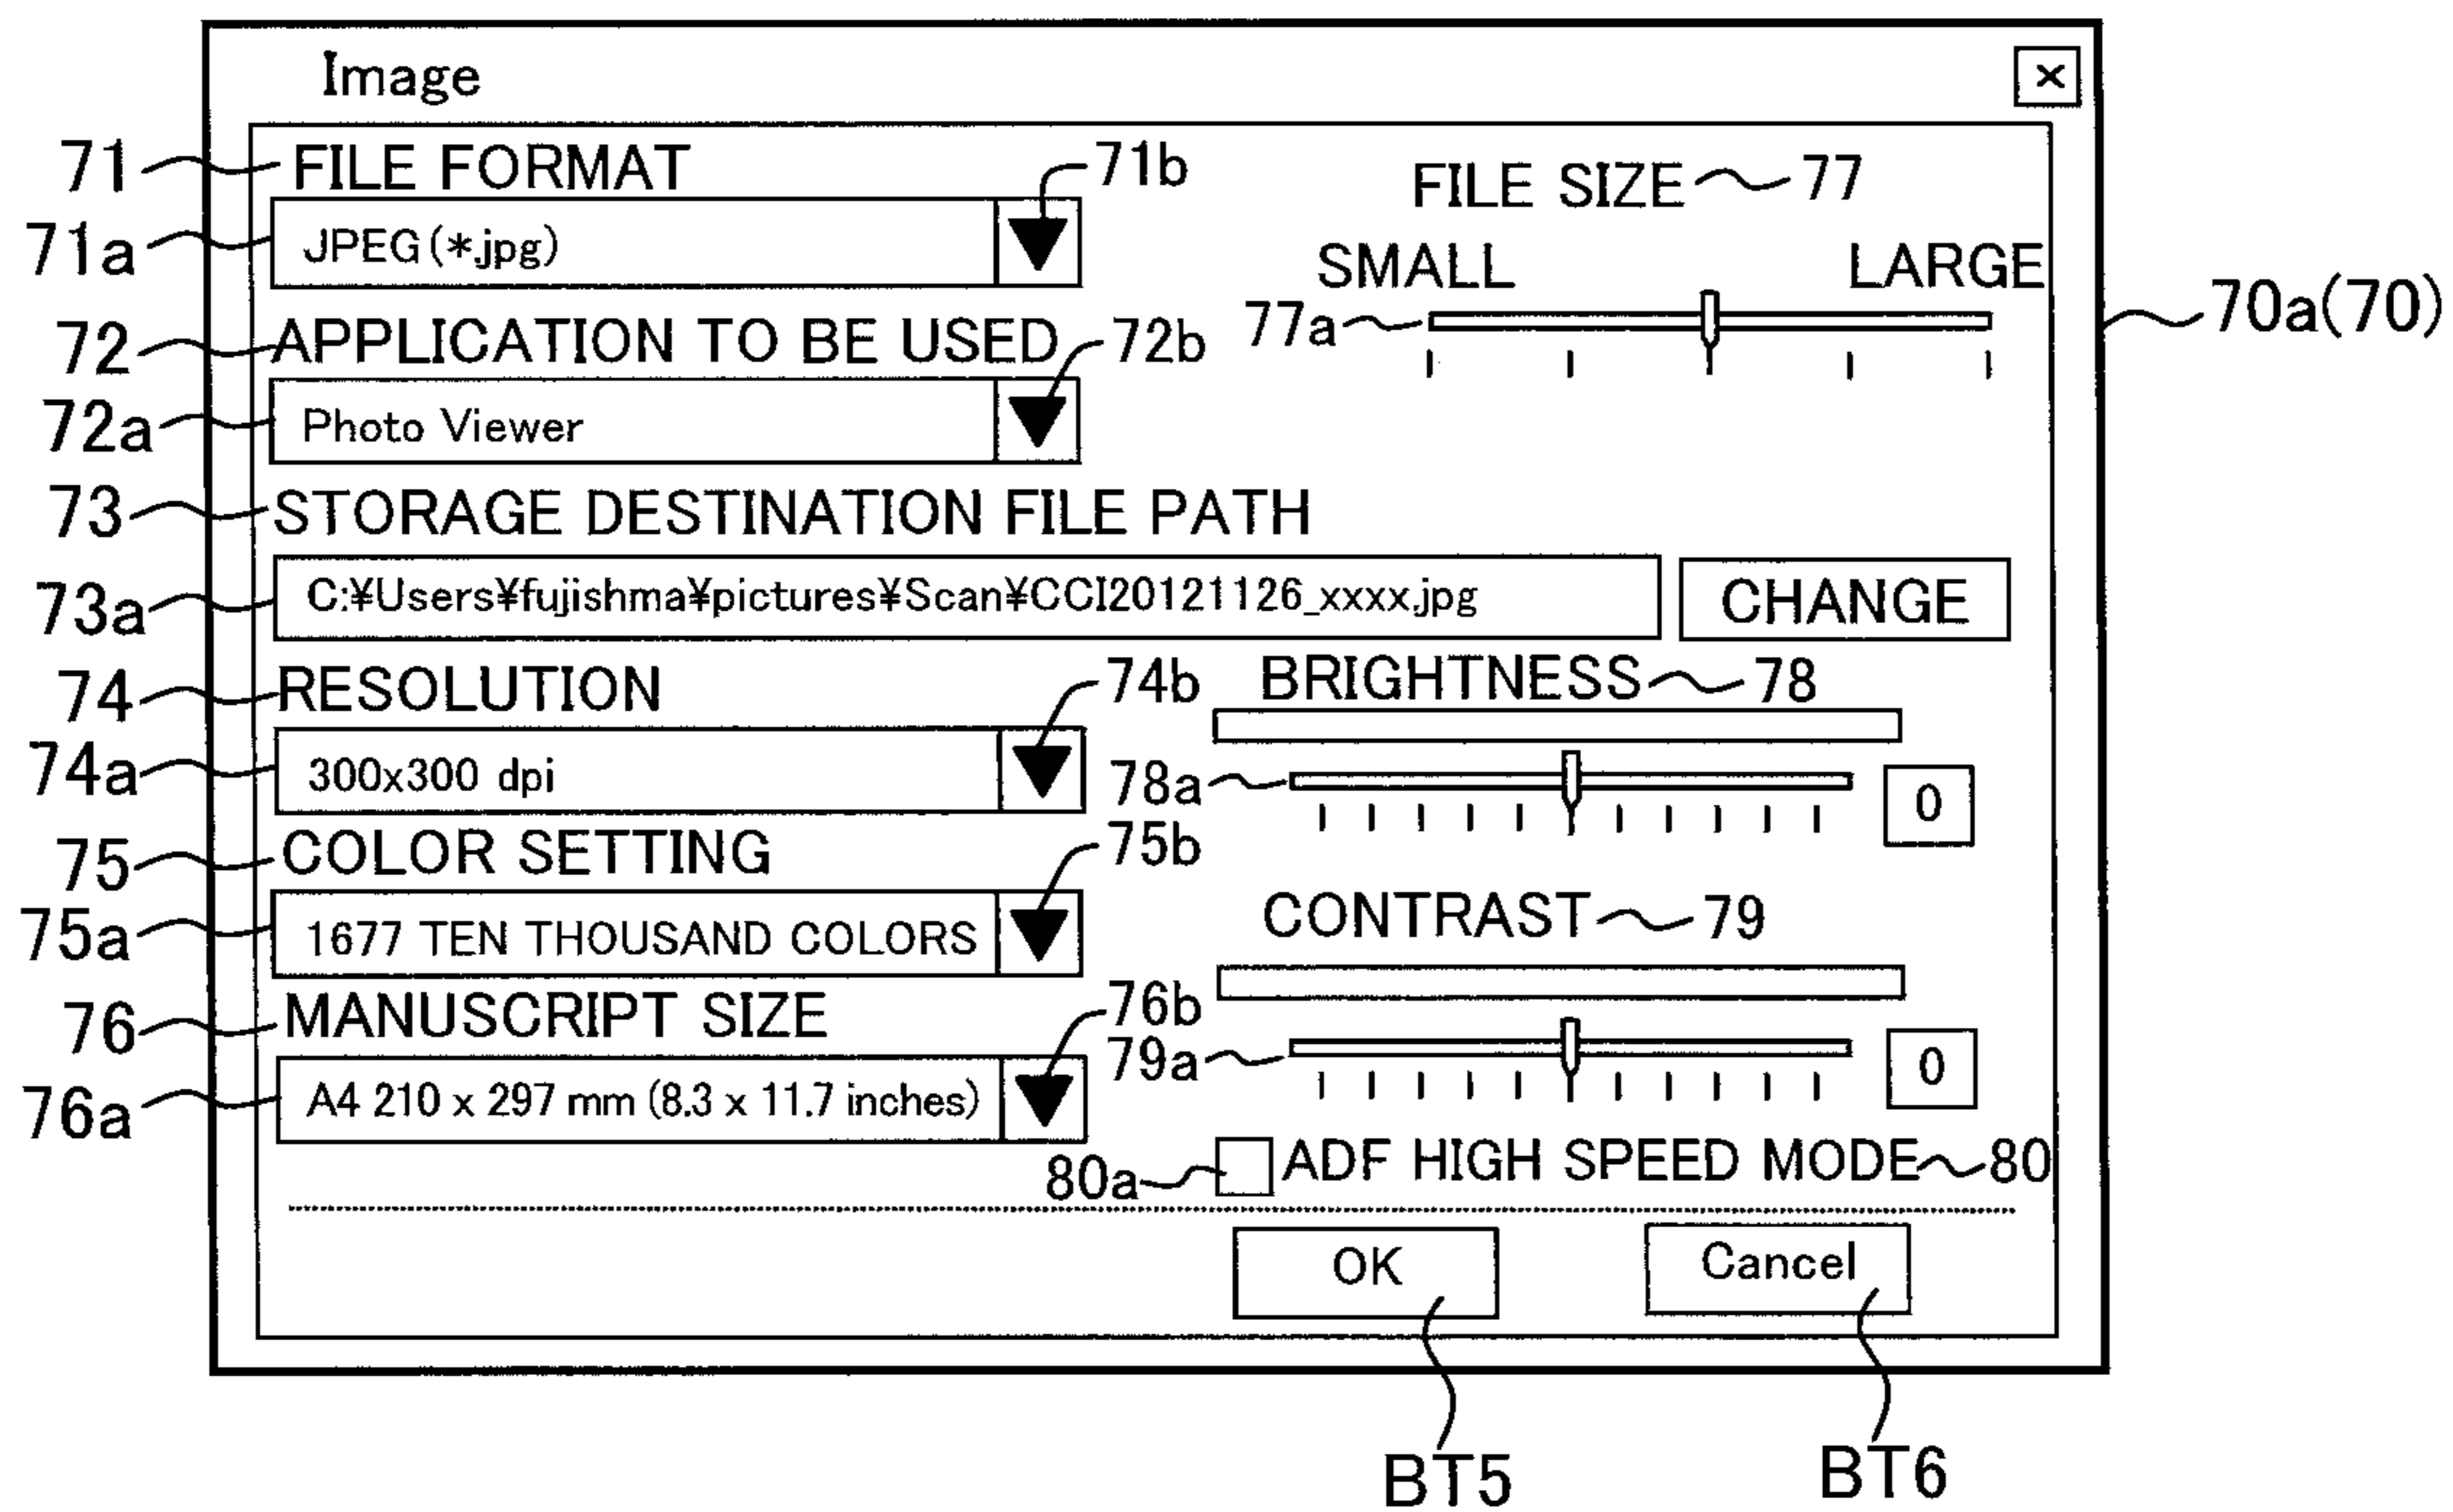 Image ×
71 FILE FORMAT 71b
71a JPEG(*.jpg)
72 APPLICATION TO BE USED 72b
72a Photo Viewer
FILE SIZE 77
SMALL LARGE
77a
70a(70)
73 STORAGE DESTINATION FILE PATH
73a C:¥Users¥fujishma¥pictures¥Scan¥CCI20121126_xxxx.jpg CHANGE
74 RESOLUTION 74b
74a 300x300 dpi
75 COLOR SETTING 75b
75a 1677 TEN THOUSAND COLORS
76 MANUSCRIPT SIZE 76b
76a A4 210 x 297 mm (8.3 x 11.7 inches)
BRIGHTNESS 78
78a 0
CONTRAST 79
79a 0
80a ADF HIGH SPEED MODE 80
OK Cancel
BT5 BT6